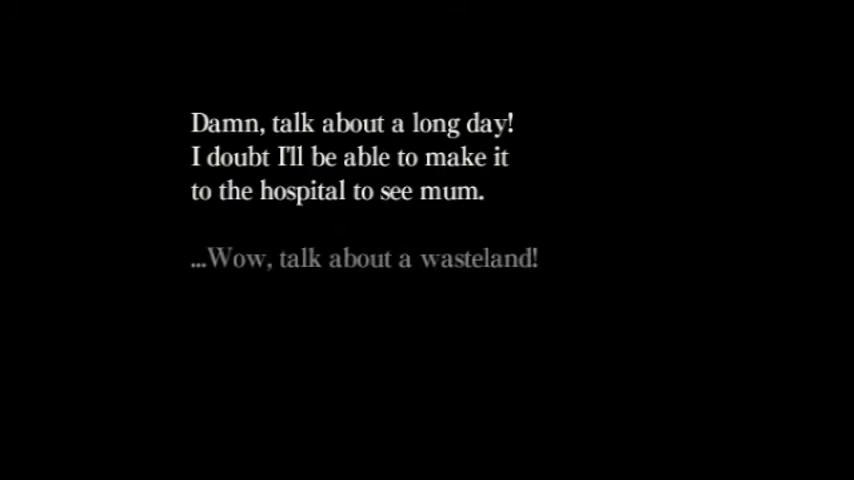 Damn, talk about a long day!
I doubt I'll be able to make it
to the hospital to see mum.
...Wow, talk about a wasteland!